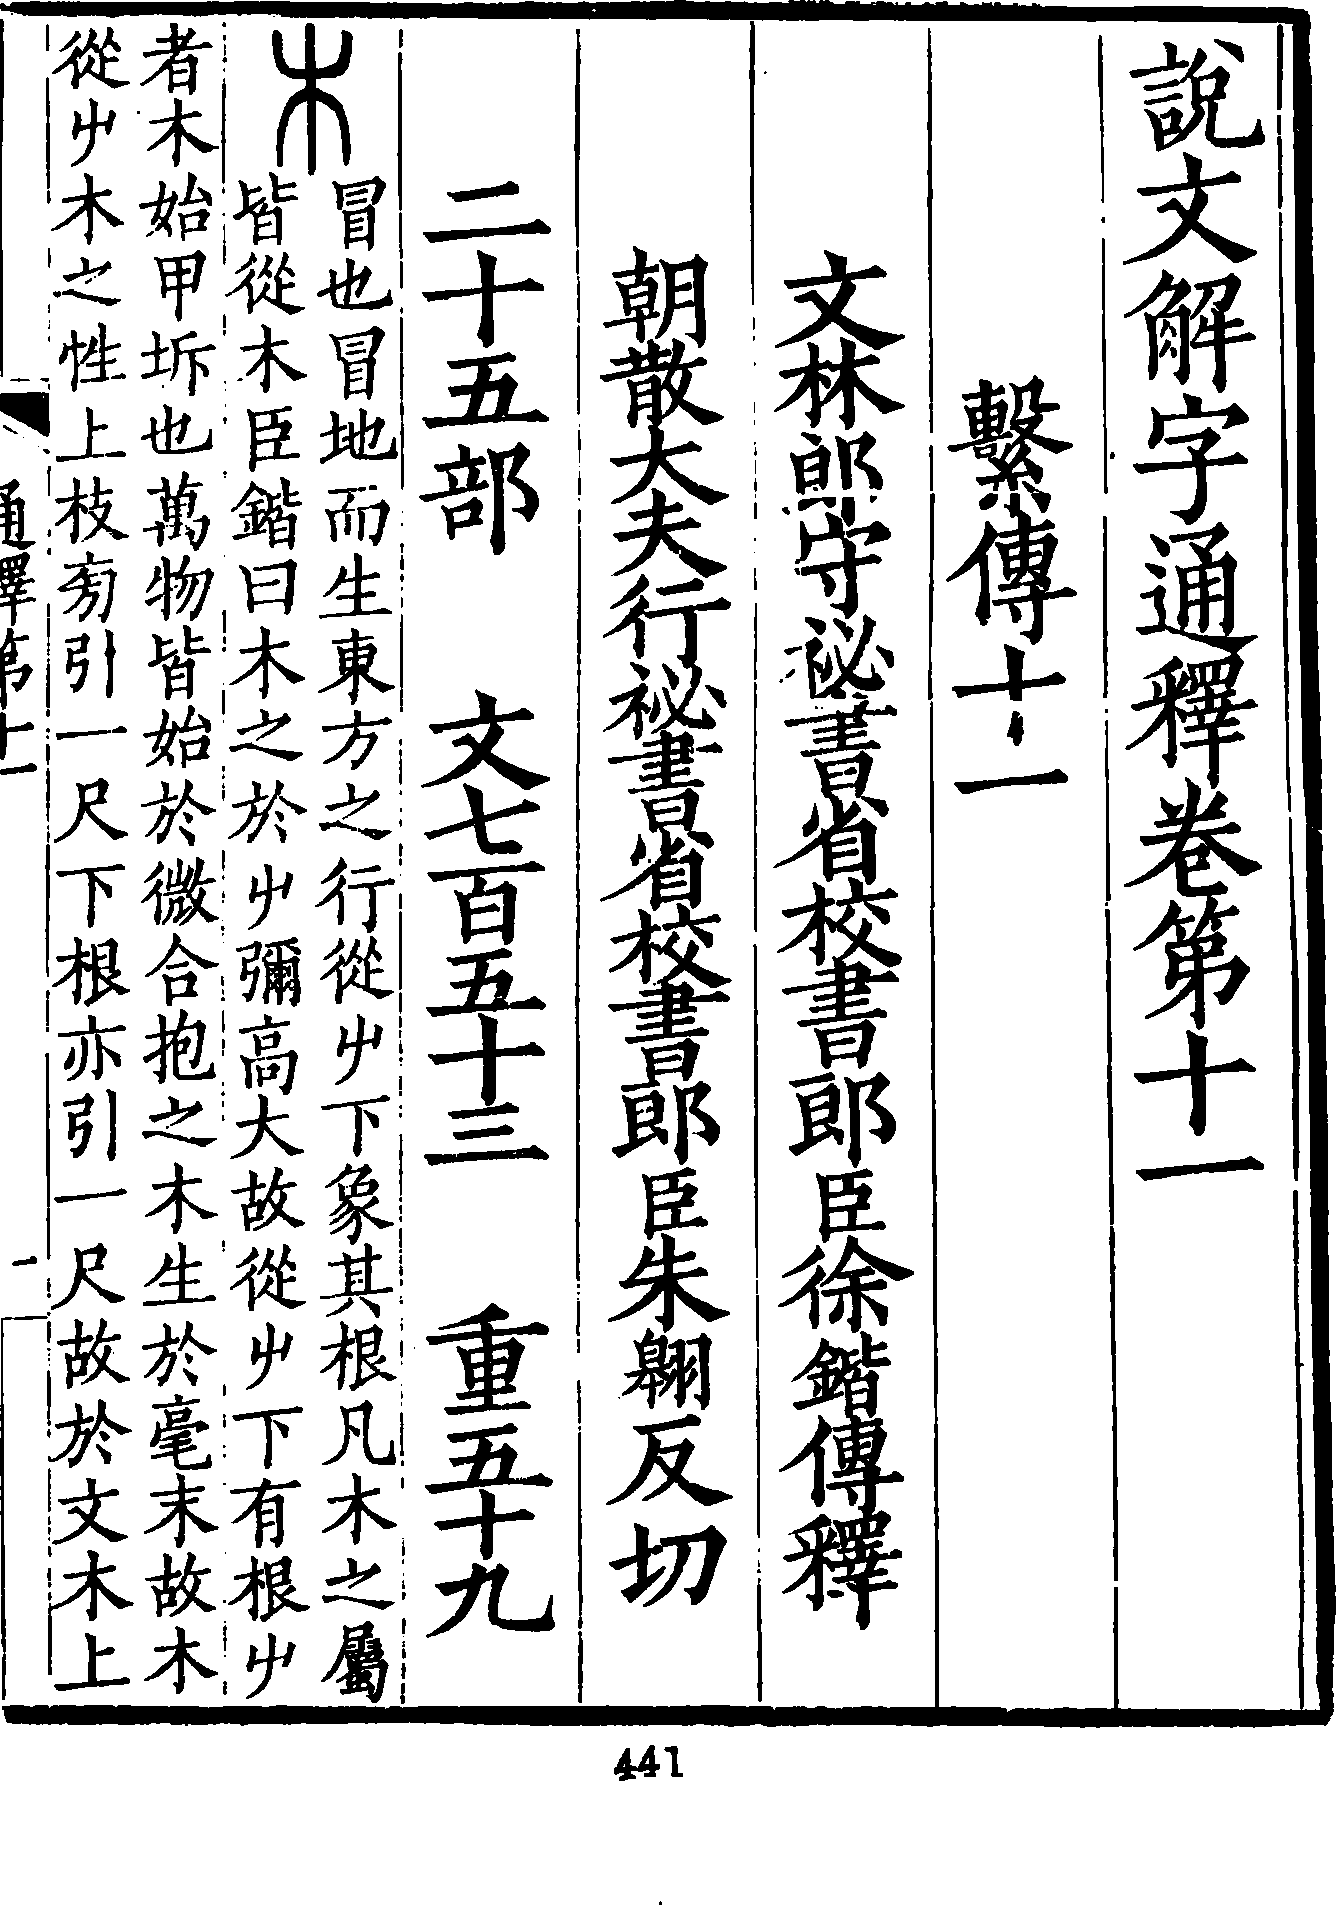 說文解字通釋卷第十一
繫傳十一
文林郎守祕書省校書郎臣徐鍇傳釋
朝散大夫行祕書省校書郎臣朱翱反切
二十五部 文七百五十三 重五十九
木
冒也冒地而生東方之行從屮下象其根凡木之屬
皆從木臣鍇曰木之於屮彌高大故從屮下有根屮
者木始甲坼也萬物皆始於微合抱之木生於毫末故木
從屮木之性上枝旁引一尺下根亦引一尺故於文木上
通釋第十一
一
441